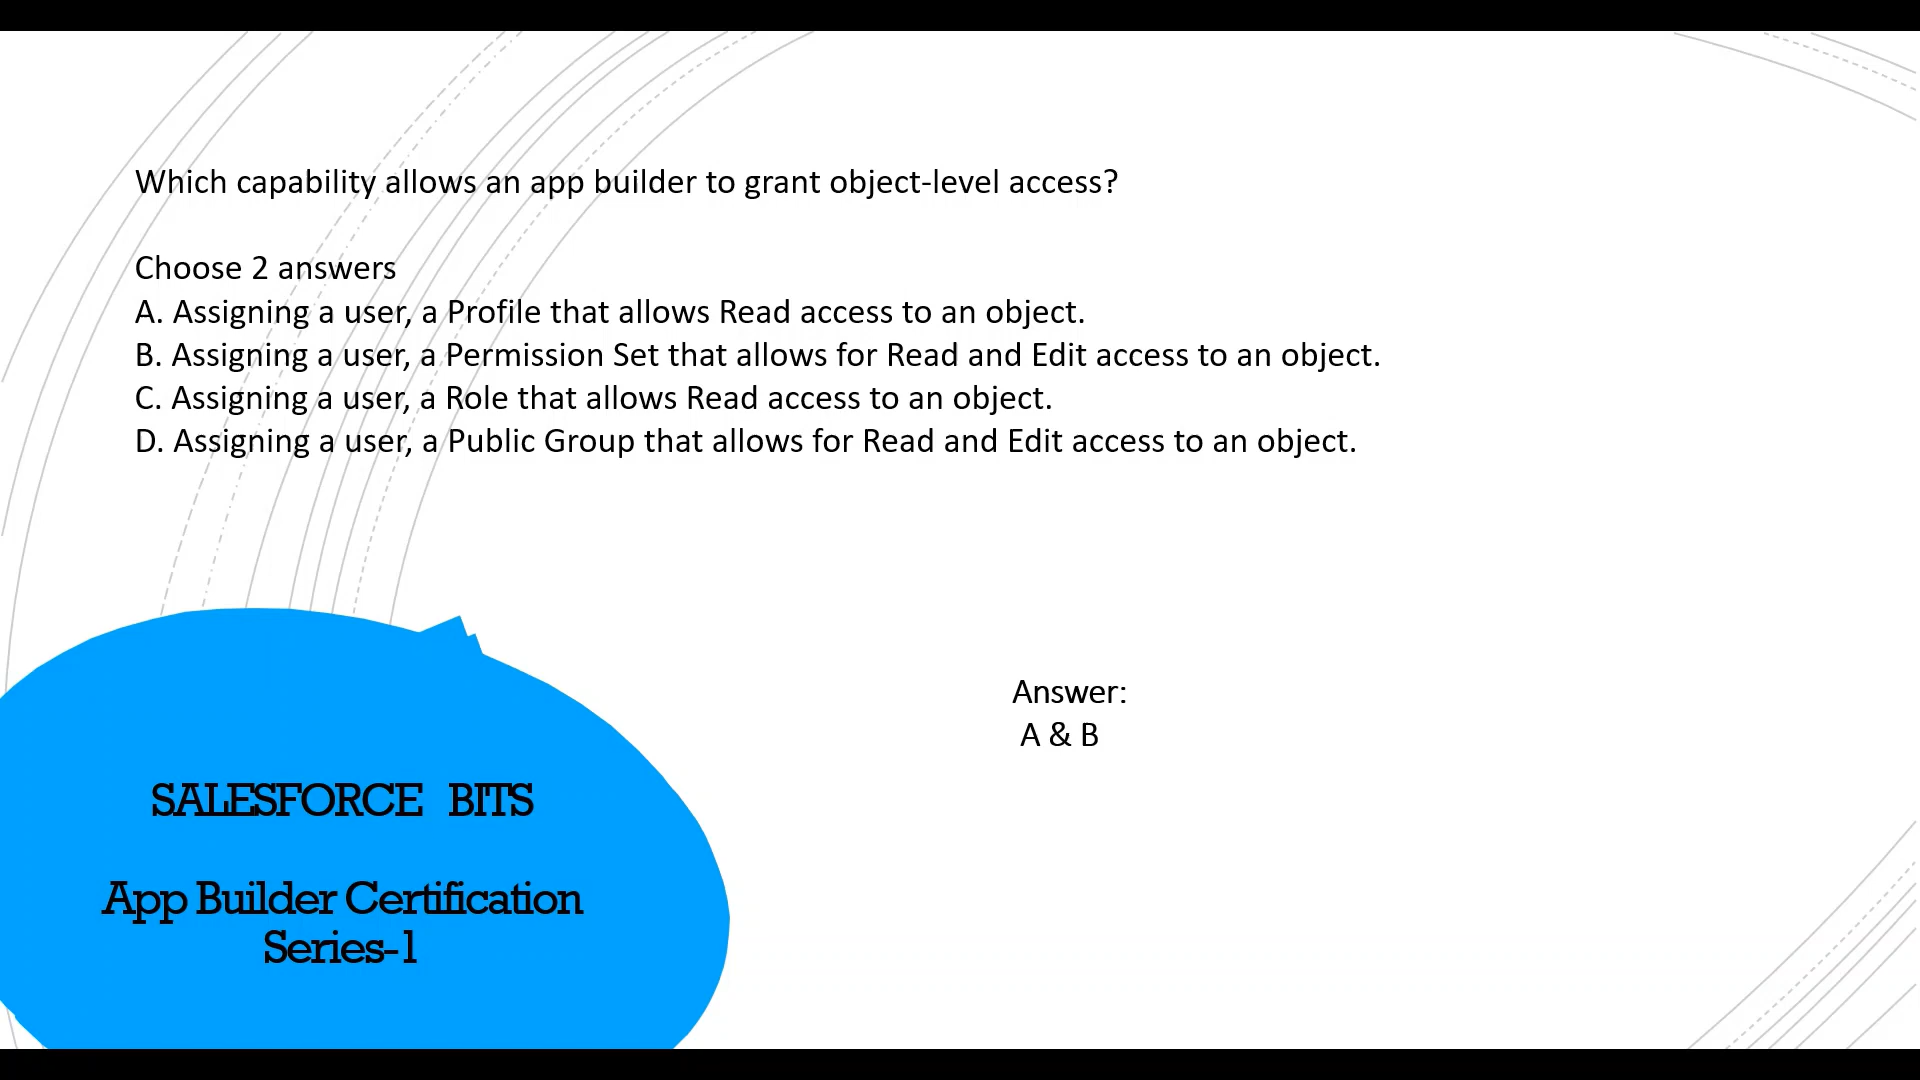 Which capability allows an app builder to grant object-level access?
Choose 2 answers
A. Assigning a user, a Profile that allows Read access to an object.
B. Assigning a user, a Permission Set that allows for Read and Edit access to an object.
C. Assigning a user, a Role that allows Read access to an object.
D. Assigning a user, a Public Group that allows for Read and Edit access to an object.
Answer:
A & B
SALESFORCE BITS
App Builder Certification
Series-1